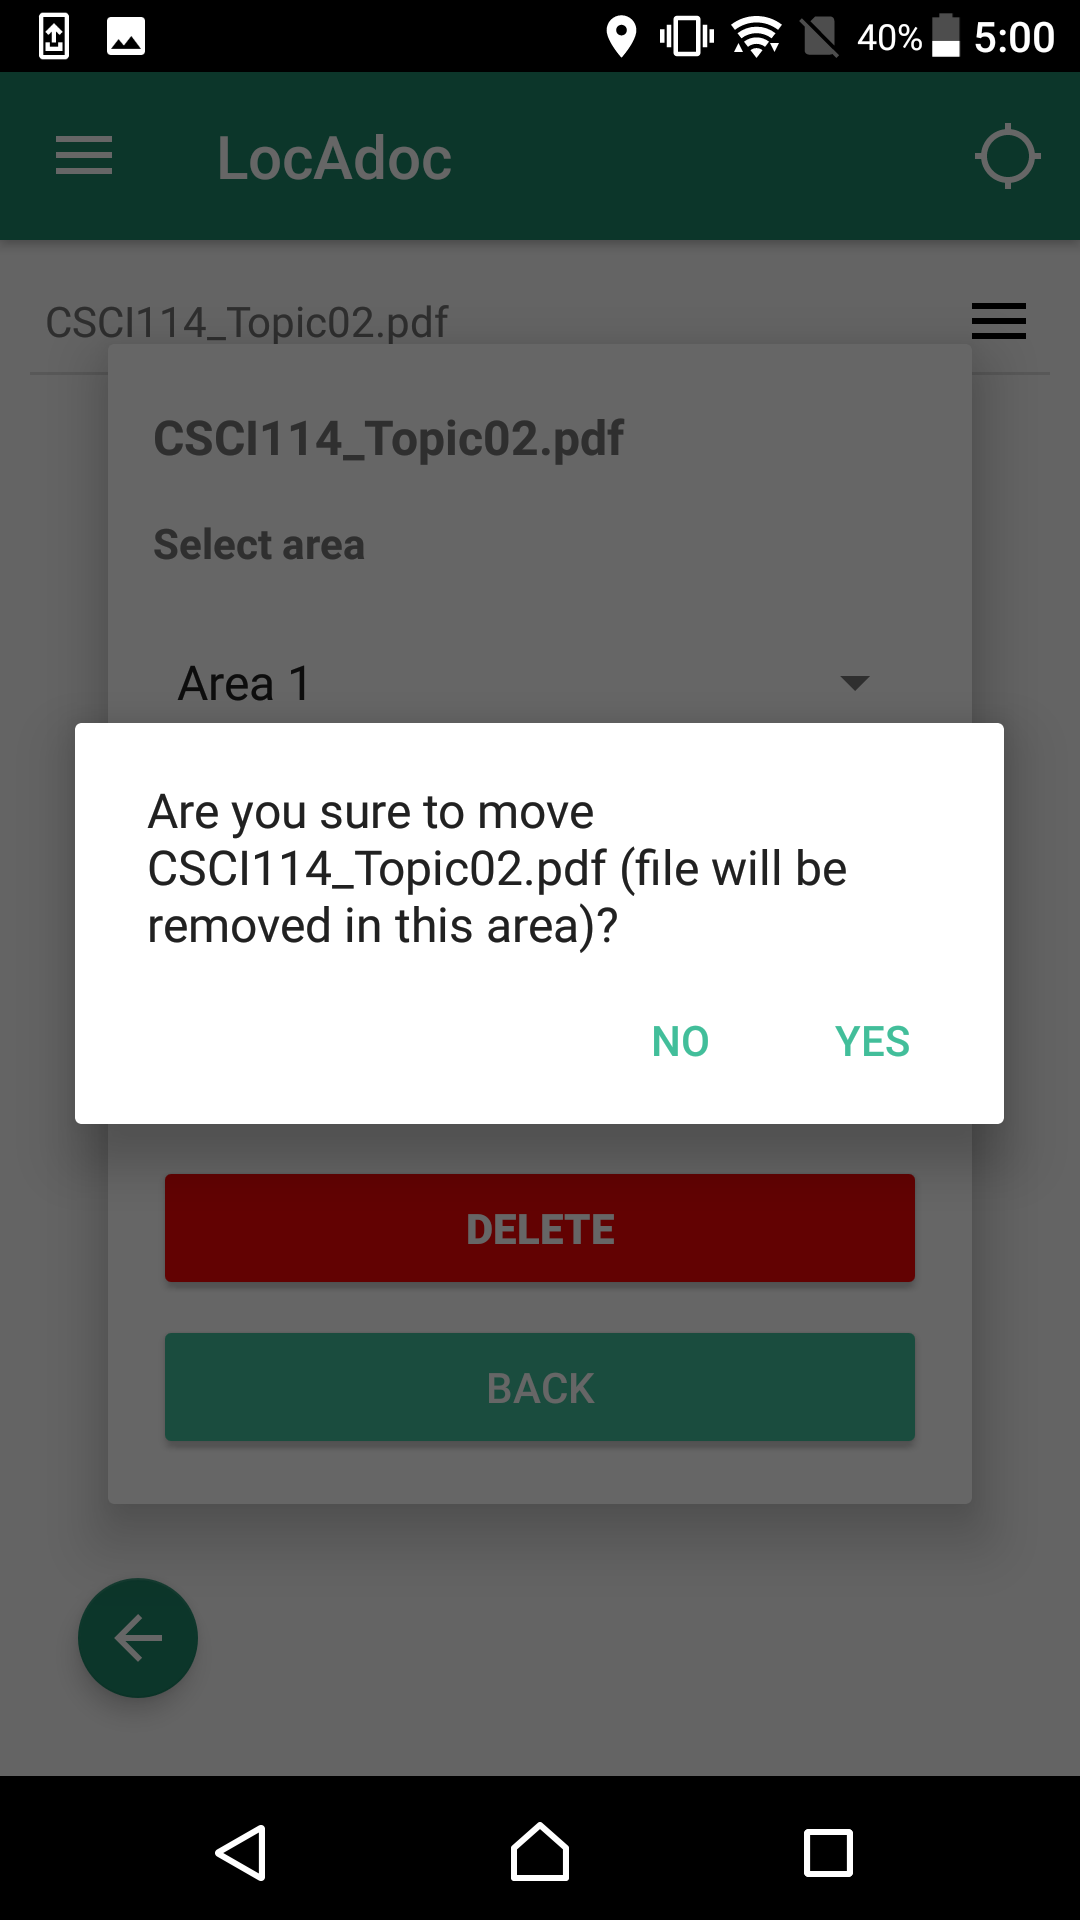 40% 5:00
LocAdoc
CSCI114_Topic02.pdf
CSCI114_Topic02.pdf
Select area
Area 1
Are you sure to move
CSCI114_Topic02.pdf (file will be
removed in this area)?
NO YES
DELETE
BACK